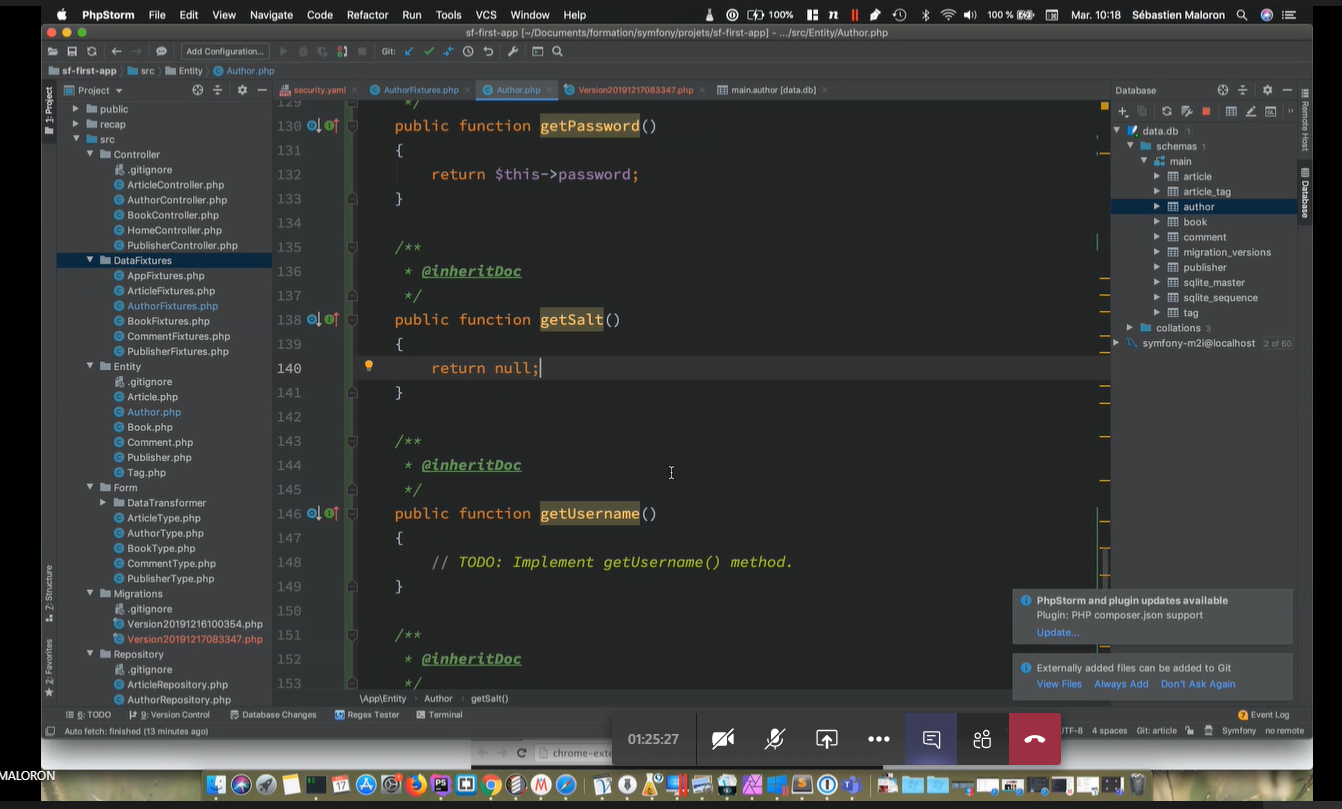 PhpStorm File Edit View Navigate Code Refactor Run Tools VCS Window Help 100% 100 % Mar. 10:18 Sébastien Maloron
sf-first-app [~/Documents/formation/symfony/projets/sf-first-app] - .../src/Entity/Author.php
Add Configuration... Git:
sf-first-app src Entity Author.php
1: Project
Project
security.yaml AuthorFixtures.php Author.php Version20191217083347.php main.author [data.db]
Database
Remote Host
Database
public
recap
src
Controller
.gitignore
ArticleController.php
AuthorController.php
BookController.php
HomeController.php
PublisherController.php
DataFixtures
AppFixtures.php
ArticleFixtures.php
AuthorFixtures.php
BookFixtures.php
CommentFixtures.php
PublisherFixtures.php
Entity
.gitignore
Article.php
Author.php
Book.php
Comment.php
Publisher.php
Tag.php
Form
DataTransformer
ArticleType.php
AuthorType.php
BookType.php
CommentType.php
PublisherType.php
Migrations
.gitignore
Version20191216100354.php
Version20191217083347.php
Repository
.gitignore
ArticleRepository.php
AuthorRepository.php
Z: Structure
2: Favorites
129 */
130 public function getPassword()
131 {
132 return $this->password;
133 }
134
135 /**
136 * @inheritDoc
137 */
138 public function getSalt()
139 {
140 return null;
141 }
142
143 /**
144 * @inheritDoc
145 */
146 public function getUsername()
147 {
148 // TODO: Implement getUsername() method.
149 }
150
151 /**
152 * @inheritDoc
153 */
\App\Entity Author getSalt()
data.db 1
schemas 1
main
article
article_tag
author
book
comment
migration_versions
publisher
sqlite_master
sqlite_sequence
tag
collations 3
symfony-m2i@localhost 2 of 60
PhpStorm and plugin updates available
Plugin: PHP composer.json support
Update...
Externally added files can be added to Git
View Files Always Add Don't Ask Again
6: TODO 9: Version Control Database Changes Regex Tester Terminal
7 Event Log
Auto fetch: finished (13 minutes ago)
UTF-8 4 spaces Git: article Symfony no remote
01:25:27
chrome-exte
MALORON
17